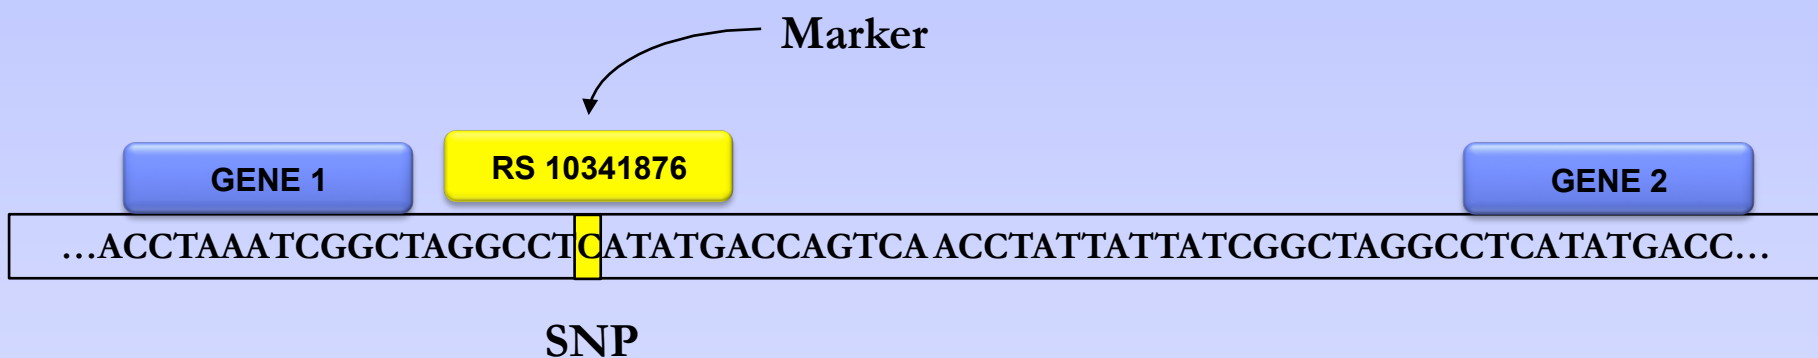 Marker
GENE 1
RS 10341876
GENE 2
...ACCTAAATCGGCTAGGCCTCATATGACCAGTCA ACCTATTATTATCGGCTAGGCCTCATATGACC...
SNP